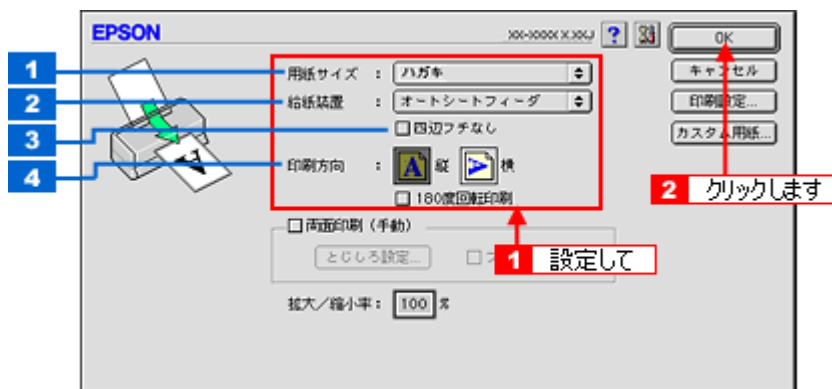 EPSON
XX-XXXX X.XXJ ?
OK
1
用紙サイズ : ハガキ
キャンセル
2
給紙装置 : オートシートフィーダ
印刷設定...
3
四辺フチなし
カスタム用紙...
4
印刷方向 : A 縦 A 横
180度回転印刷
2 クリックします
両面印刷 (手動)
とじしろ設定...
1 設定して
拡大/縮小率: 100 %
A